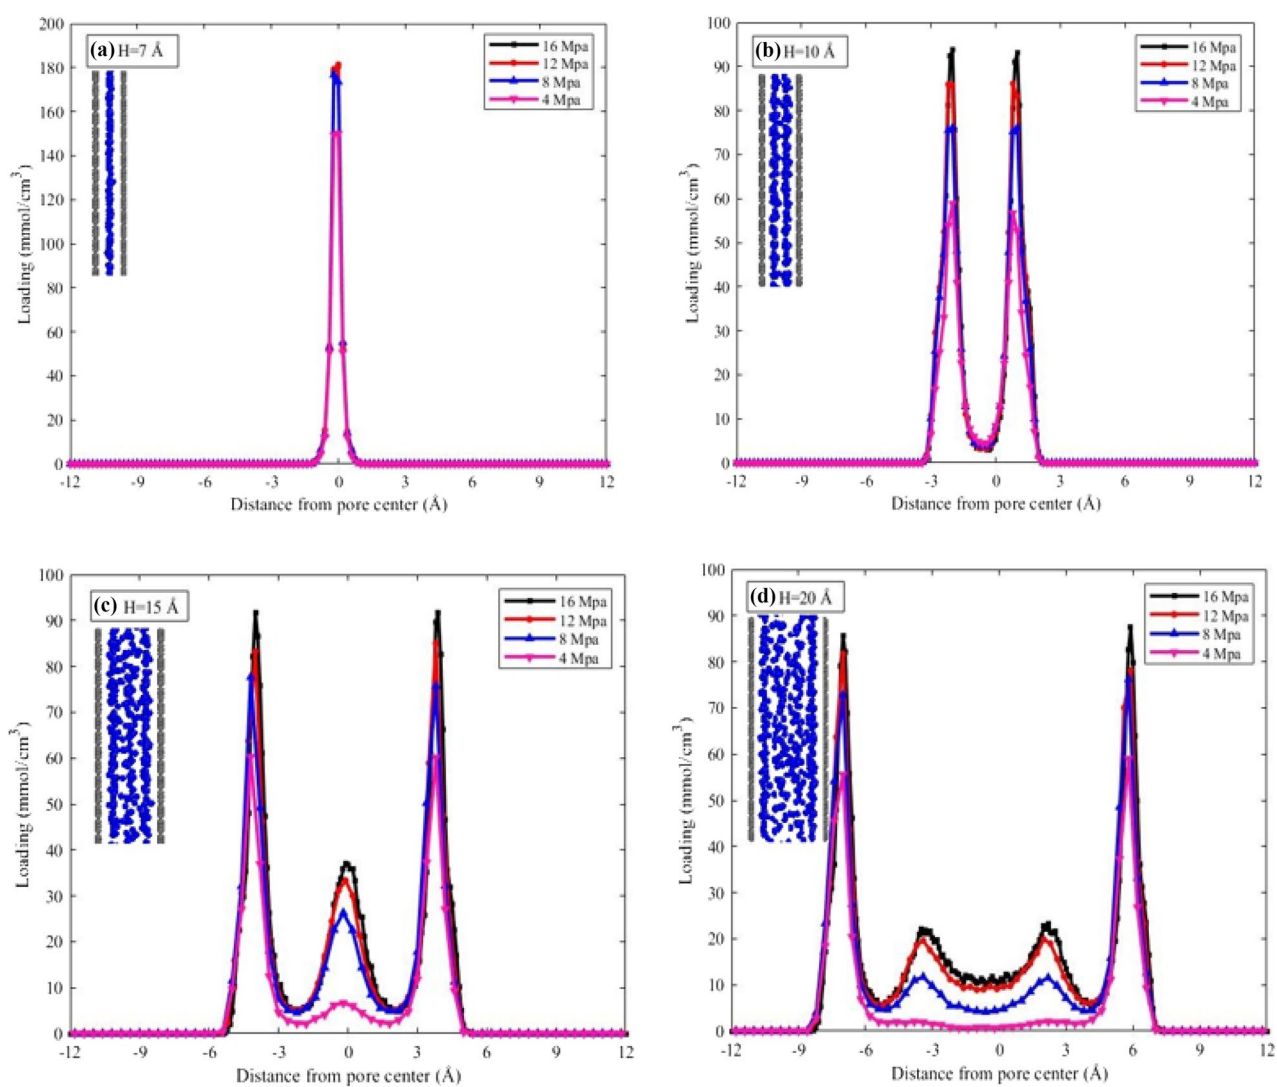 (a) H=7 Å
16 Mpa
12 Mpa
8 Mpa
4 Mpa
200
180
160
140
120
100
80
60
40
20
0
Loading (mmol/cm³)
-12 -9 -6 -3 0 3 6 9 12
Distance from pore center (Å)
(b) H=10 Å
16 Mpa
12 Mpa
8 Mpa
4 Mpa
100
90
80
70
60
50
40
30
20
10
0
Loading (mmol/cm³)
-12 -9 -6 -3 0 3 6 9 12
Distance from pore center (Å)
(c) H=15 Å
16 Mpa
12 Mpa
8 Mpa
4 Mpa
100
90
80
70
60
50
40
30
20
10
0
Loading (mmol/cm³)
-12 -9 -6 -3 0 3 6 9 12
Distance from pore center (Å)
(d) H=20 Å
16 Mpa
12 Mpa
8 Mpa
4 Mpa
100
90
80
70
60
50
40
30
20
10
0
Loading (mmol/cm³)
-12 -9 -6 -3 0 3 6 9 12
Distance from pore center (Å)